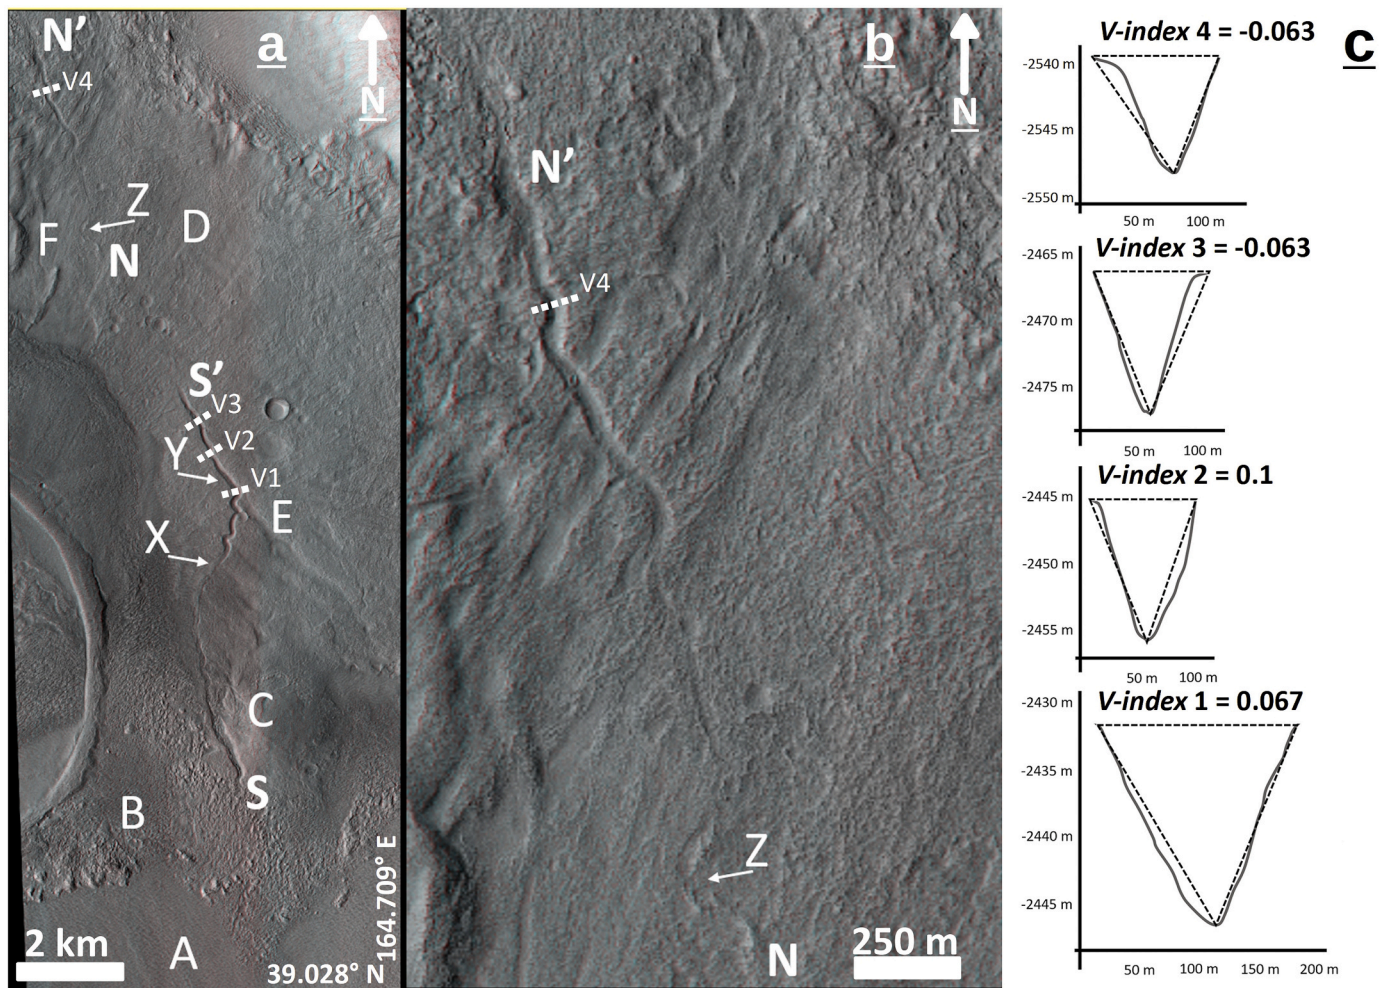 N'
a
N
V4
Z
F
D
N
S'
V3
V2
Y
V1
E
X
C
S
B
A
2 km
39.028° N
164.709° E
b
N
N'
V4
Z
N
250 m
c
V-index 4 = -0.063
-2540 m
-2545 m
-2550 m
50 m 100 m
V-index 3 = -0.063
-2465 m
-2470 m
-2475 m
50 m 100 m
V-index 2 = 0.1
-2445 m
-2450 m
-2455 m
50 m 100 m
V-index 1 = 0.067
-2430 m
-2435 m
-2440 m
-2445 m
50 m 100 m 150 m 200 m